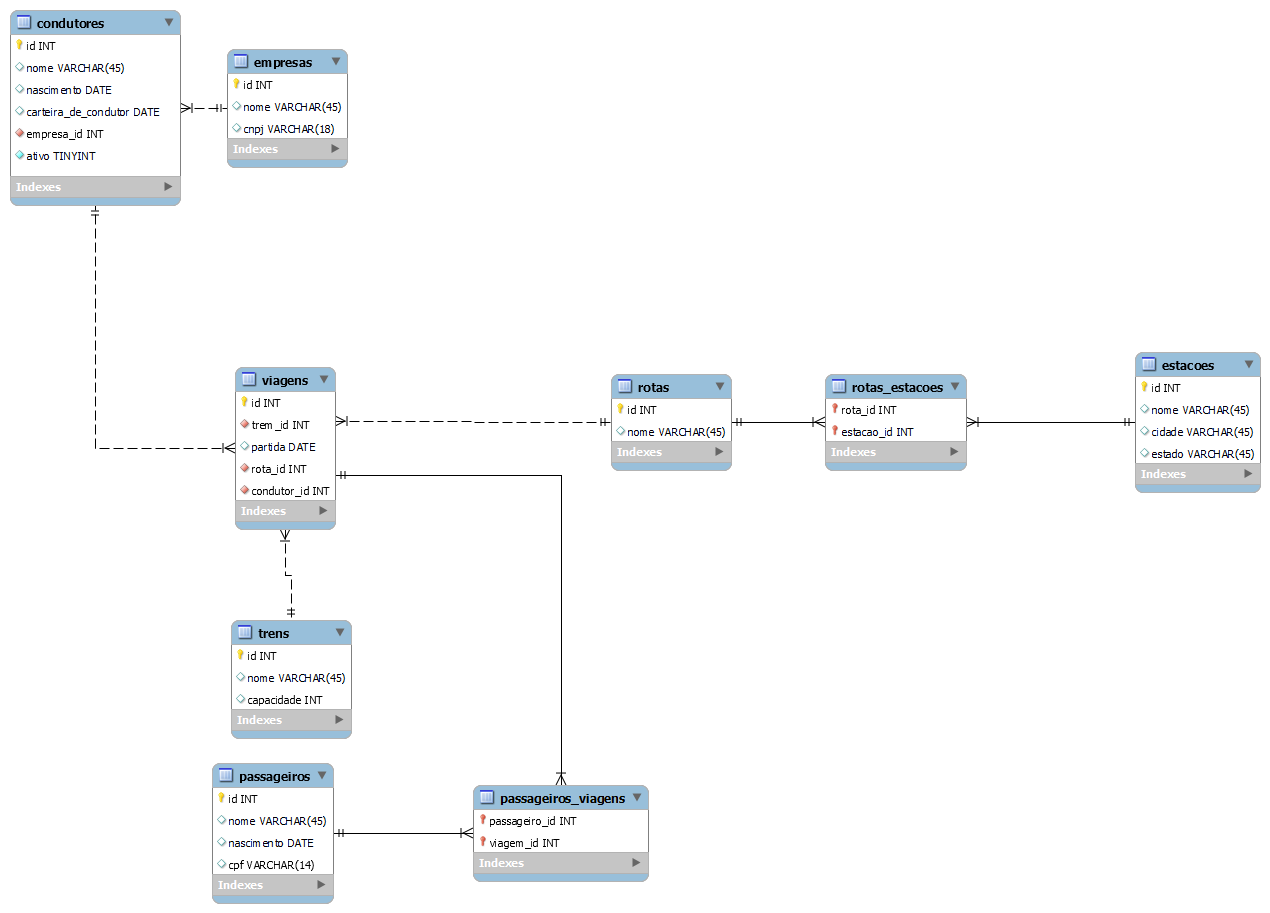 condutores
id INT
nome VARCHAR(45)
nascimento DATE
carteira_de_condutor DATE
empresa_id INT
ativo TINYINT
Indexes
empresas
id INT
nome VARCHAR(45)
cnpj VARCHAR(18)
Indexes
viagens
id INT
trem_id INT
partida DATE
rota_id INT
condutor_id INT
Indexes
rotas
id INT
nome VARCHAR(45)
Indexes
rotas_estacoes
rota_id INT
estacao_id INT
Indexes
estacoes
id INT
nome VARCHAR(45)
cidade VARCHAR(45)
estado VARCHAR(45)
Indexes
trens
id INT
nome VARCHAR(45)
capacidade INT
Indexes
passageiros
id INT
nome VARCHAR(45)
nascimento DATE
cpf VARCHAR(14)
Indexes
passageiros_viagens
passageiro_id INT
viagem_id INT
Indexes